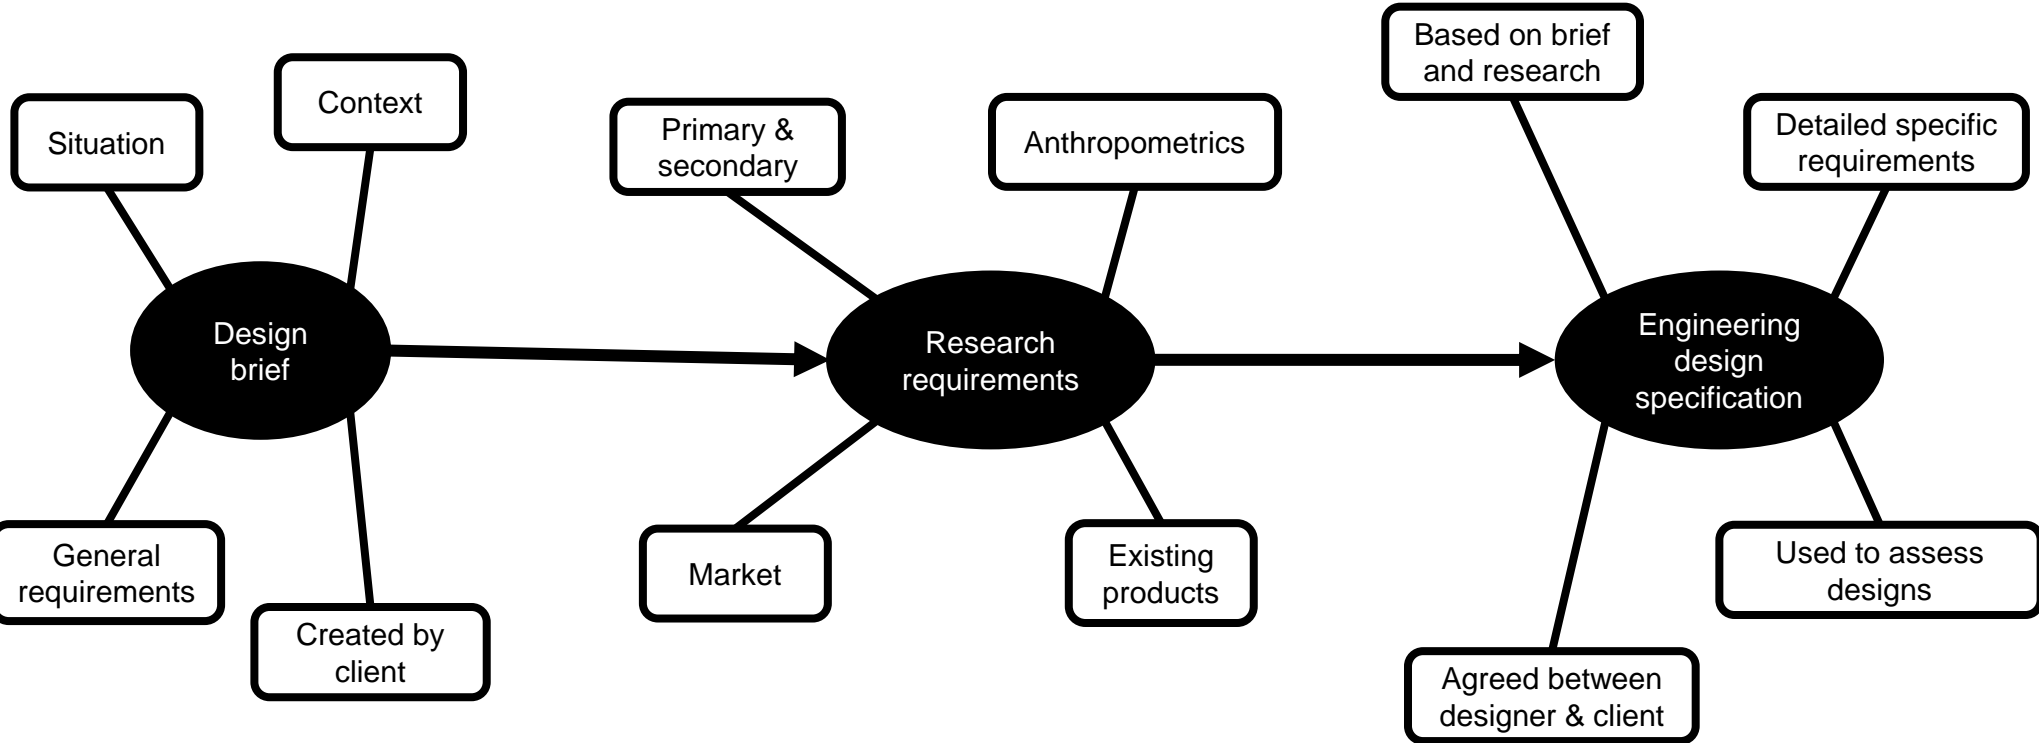 Situation
Context
Design
brief
General
requirements
Created by
client
Primary &
secondary
Anthropometrics
Research
requirements
Market
Existing
products
Based on brief
and research
Detailed specific
requirements
Engineering
design
specification
Used to assess
designs
Agreed between
designer & client